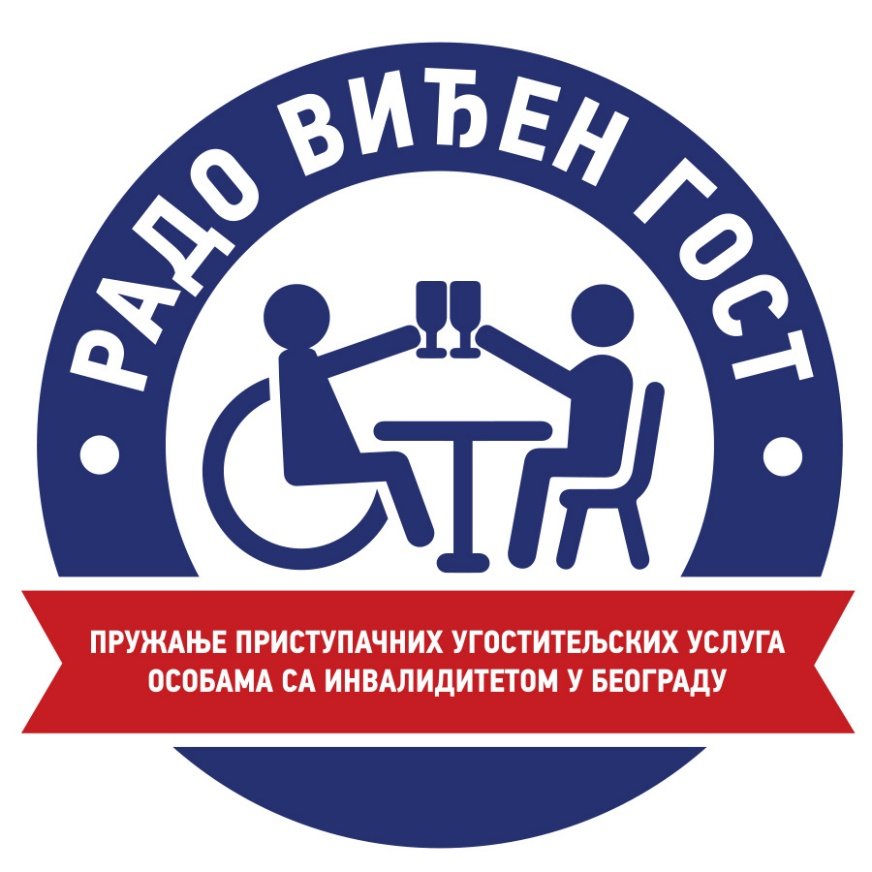 РАДО ВИЂЕН ГОСТ
ПРУЖАЊЕ ПРИСТУПАЧНИХ УГОСТИТЕЉСКИХ УСЛУГА
ОСОБАМА СА ИНВАЛИДИТЕТОМ У БЕОГРАДУ